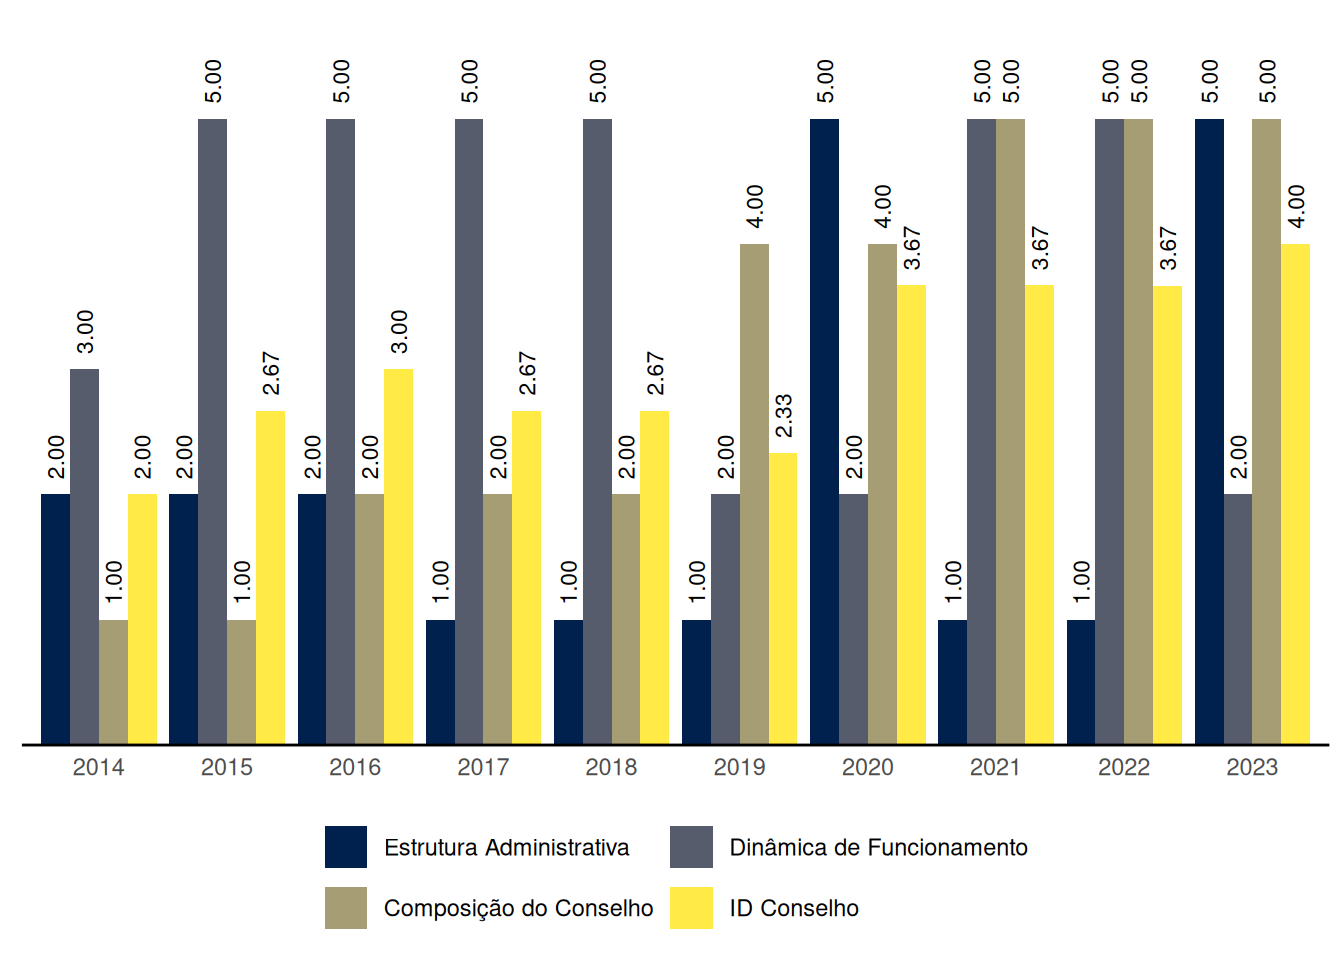 2.00 3.00 1.00 2.00
2.00 5.00 1.00 2.67
2.00 5.00 2.00 3.00
1.00 5.00 2.00 2.67
1.00 5.00 2.00 2.67
1.00 2.00 4.00 2.33
5.00 2.00 4.00 3.67
1.00 5.00 5.00 3.67
1.00 5.00 5.00 3.67
5.00 2.00 5.00 4.00
2014 2015 2016 2017 2018 2019 2020 2021 2022 2023
Estrutura Administrativa Dinâmica de Funcionamento
Composição do Conselho ID Conselho